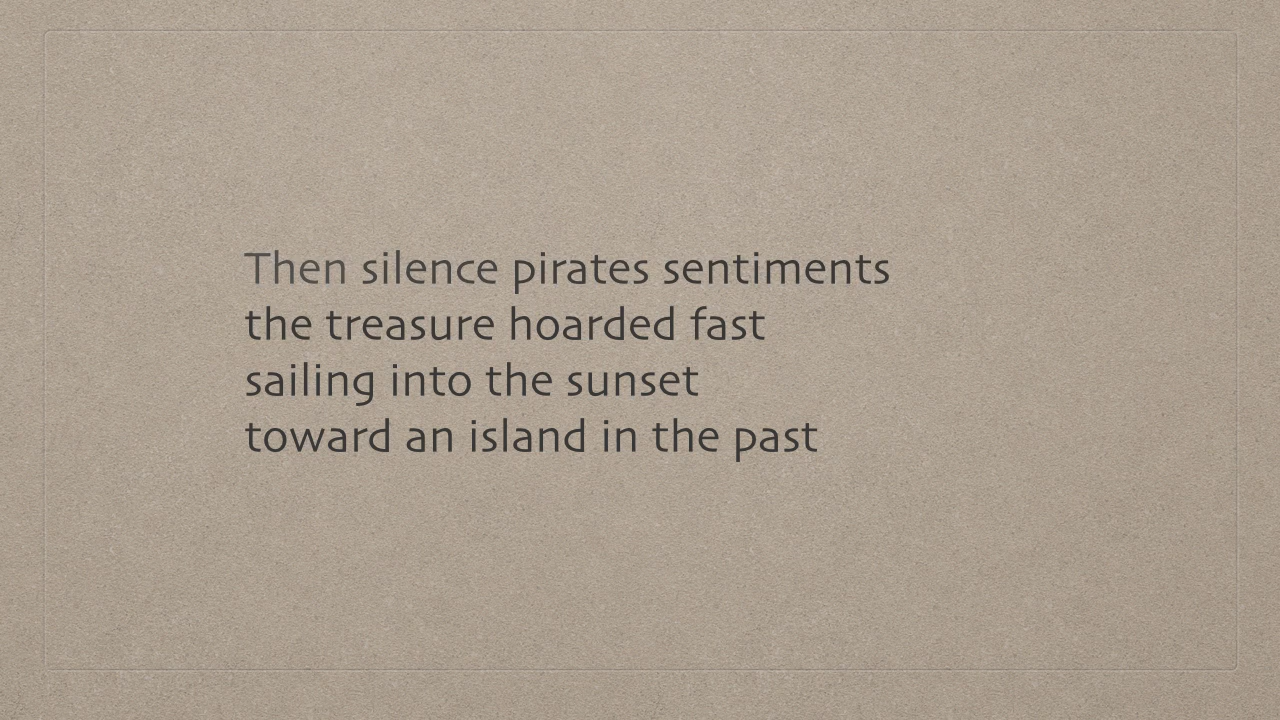 Then silence pirates sentiments
the treasure hoarded fast
sailing into the sunset
toward an island in the past